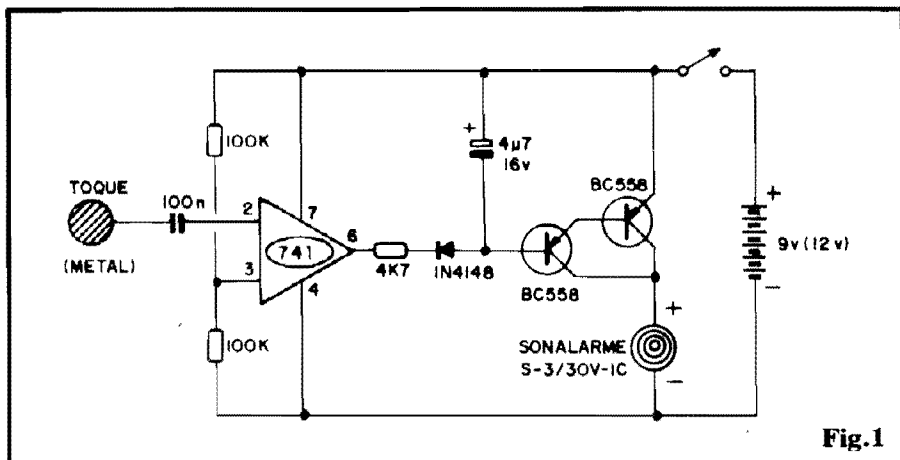 100K
TOQUE
(METAL)
100n
2
3
7
741
4
6
100K
4K7
1N4148
+
4µ7
16v
BC558
BC558
+
SONALARME
S-3/30V-1C
−
+
9v (12v)
−
Fig.1